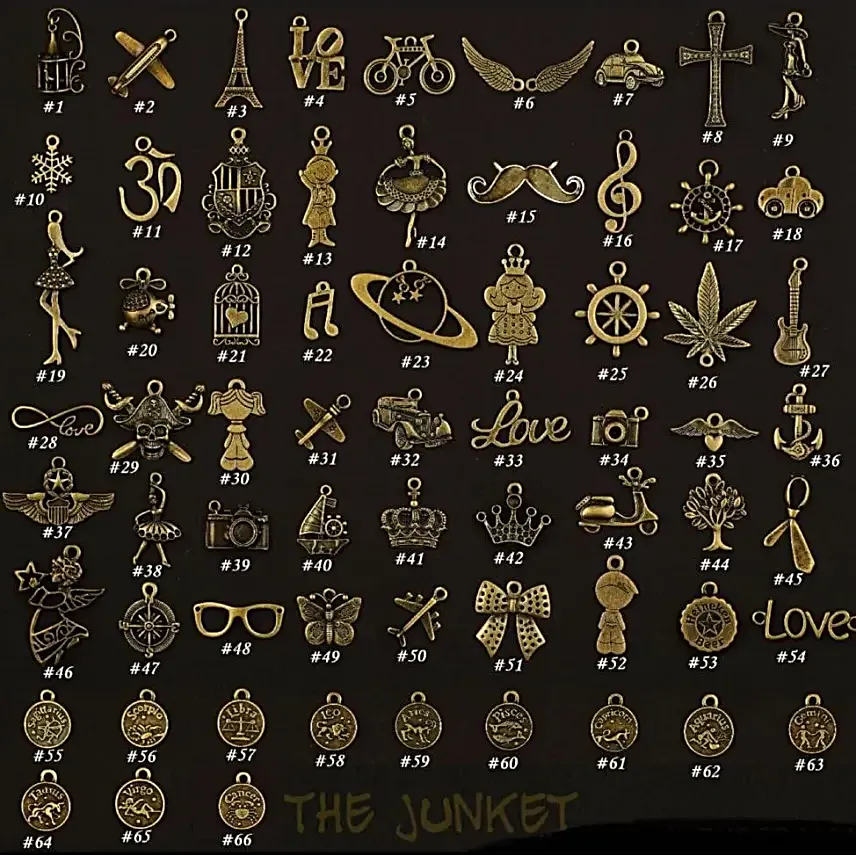 LO
VE
#1 #2 #3 #4 #5 #6 #7 #8 #9
#10 #11 #12 #13 #14 #15 #16 #17 #18
#19 #20 #21 #22 #23 #24 #25 #26 #27
love
Love
#28 #29 #30 #31 #32 #33 #34 #35 #36
#37 #38 #39 #40 #41 #42 #43 #44 #45
Love
#46 #47 #48 #49 #50 #51 #52 #53 #54
Sagittarius Scorpio Libra Leo Aries Pisces Capricorn Aquarius Gemini
#55 #56 #57 #58 #59 #60 #61 #62 #63
Taurus Virgo Cancer
#64 #65 #66
THE JUNKET